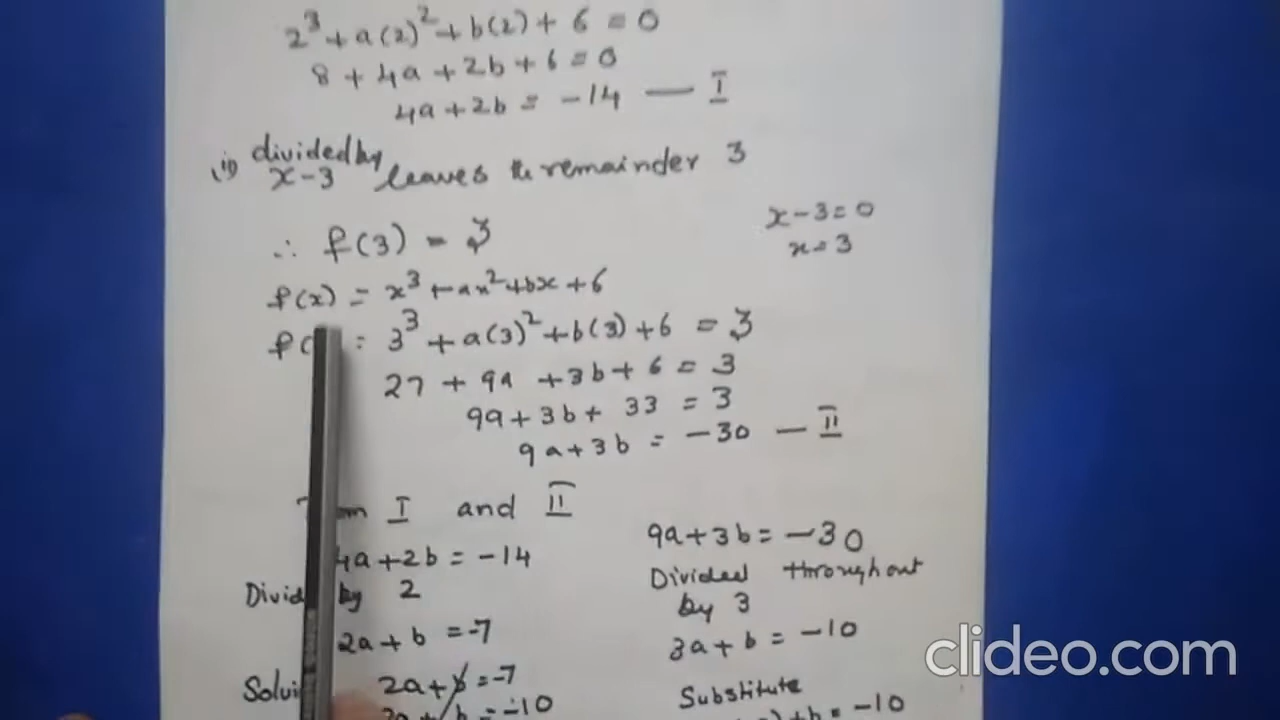 2³ + a(2)² + b(2) + 6 = 0
8 + 4a + 2b + 6 = 0
4a + 2b = -14 — I
(ii) divided by x-3 leaves the remainder 3
∴ f(3) = 3
x-3=0
x=3
f(x) = x³ + ax² + bx + 6
f( = 3³ + a(3)² + b(3) + 6 = 3
27 + 9a + 3b + 6 = 3
9a + 3b + 33 = 3
9a + 3b = -30 — II
I and II
4a + 2b = -14
Divid by 2
2a + b = -7
Solvi 2a + b = -7
= -10
9a + 3b = -30
Divided throughout
by 3
3a + b = -10
Substitute
+b = -10
clideo.com